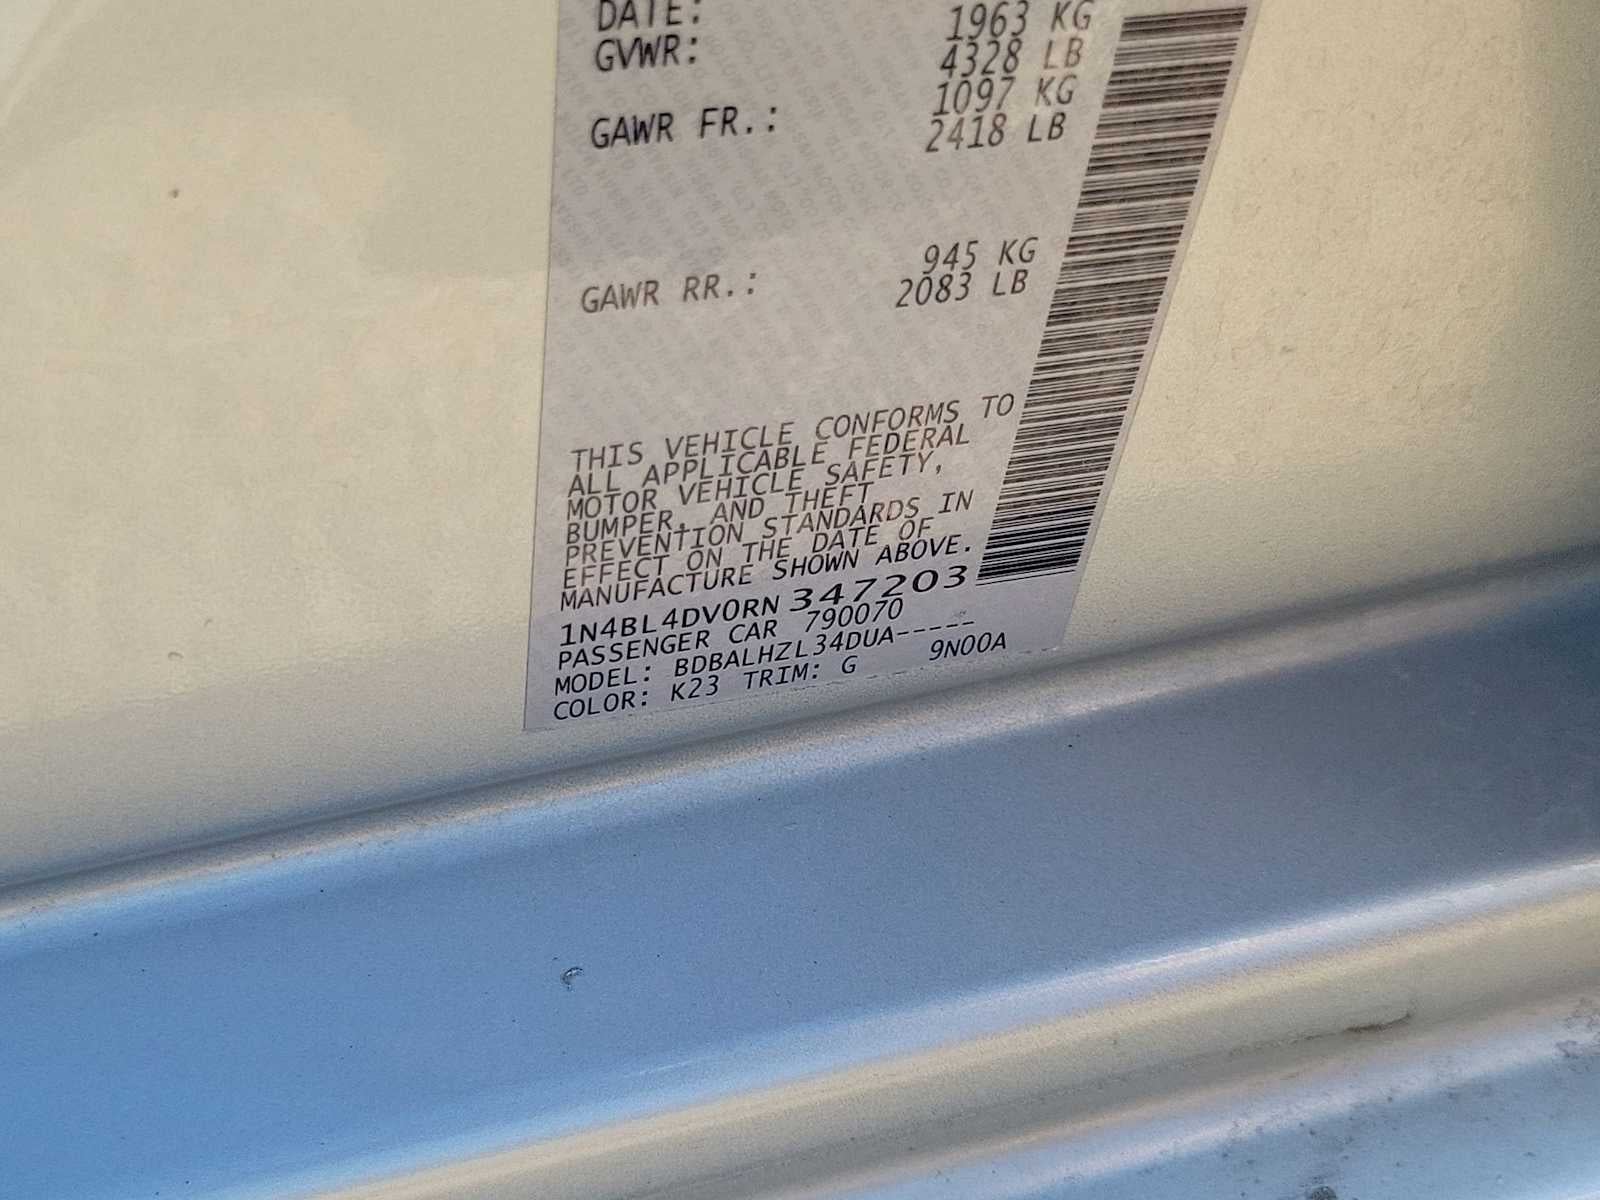 DATE:
1963 KG
GVWR:
4328 LB
1097 KG
GAWR FR.:
2418 LB
945 KG
GAWR RR.:
2083 LB
THIS VEHICLE CONFORMS TO
ALL APPLICABLE FEDERAL
MOTOR VEHICLE SAFETY,
BUMPER, AND THEFT
PREVENTION STANDARDS IN
EFFECT ON THE DATE OF
MANUFACTURE SHOWN ABOVE.
1N4BL4DV0RN347203
PASSENGER CAR 790070
MODEL: BDBALHZL34DUA-----
COLOR: K23 TRIM: G 9N00A